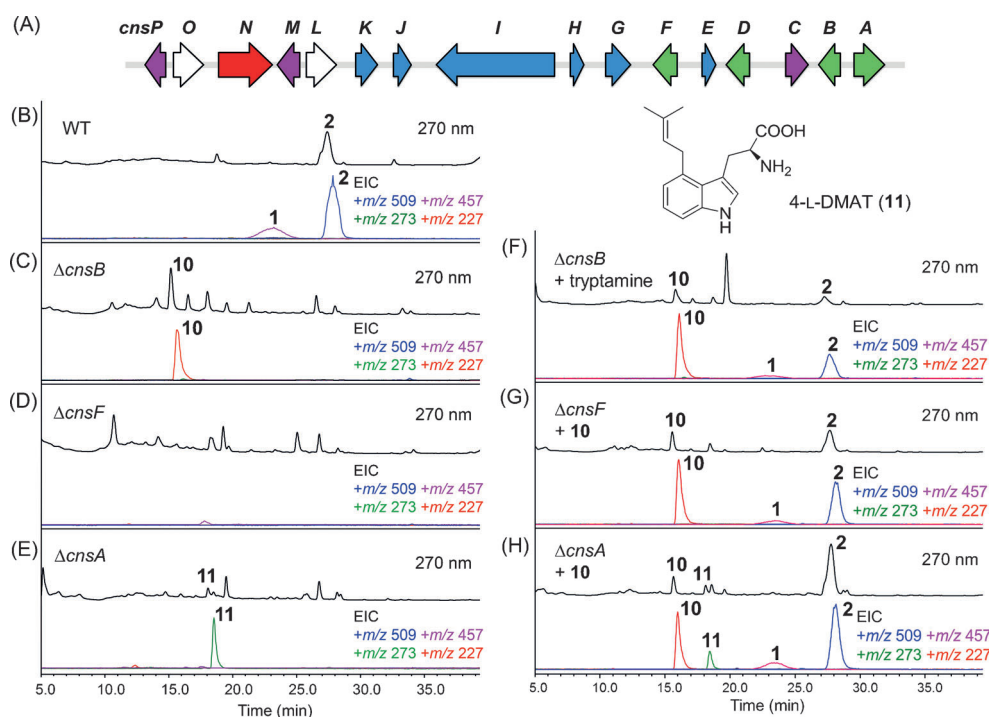 (A)
cnsP O N M L K J I H G F E D C B A
(B)
WT
2
270 nm
2
EIC
+m/z 509 +m/z 457
+m/z 273 +m/z 227
1
COOH
NH2
N
H
4-L-DMAT (11)
(C)
ΔcnsB
10
270 nm
10
EIC
+m/z 509 +m/z 457
+m/z 273 +m/z 227
(D)
ΔcnsF
270 nm
EIC
+m/z 509 +m/z 457
+m/z 273 +m/z 227
(E)
ΔcnsA
11
270 nm
11
EIC
+m/z 509 +m/z 457
+m/z 273 +m/z 227
5.0 10.0 15.0 20.0 25.0 30.0 35.0
Time (min)
(F)
ΔcnsB
+ tryptamine
10
2
270 nm
10
1
2
EIC
+m/z 509 +m/z 457
+m/z 273 +m/z 227
(G)
ΔcnsF
+ 10
10
2
270 nm
10
1
2
EIC
+m/z 509 +m/z 457
+m/z 273 +m/z 227
(H)
ΔcnsA
+ 10
10
11
2
270 nm
10
11
1
2
EIC
+m/z 509 +m/z 457
+m/z 273 +m/z 227
5.0 10.0 15.0 20.0 25.0 30.0 35.0
Time (min)